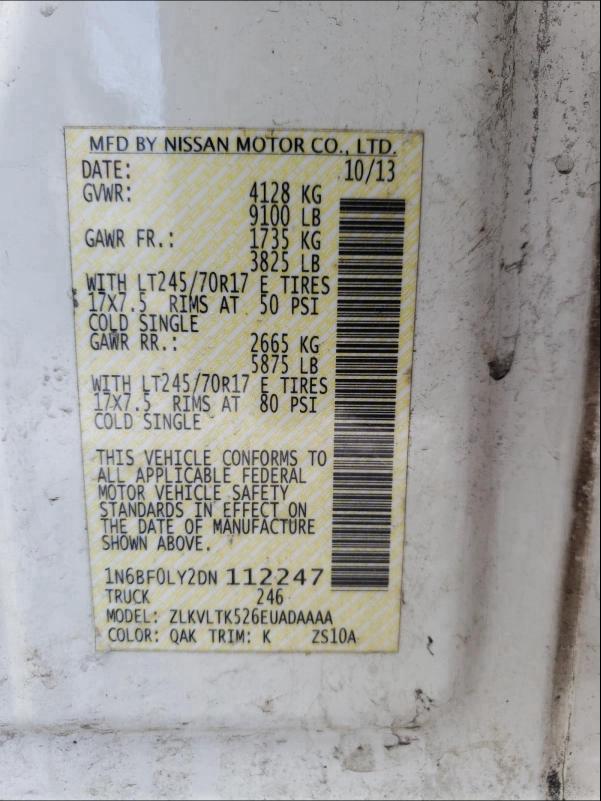 MFD BY NISSAN MOTOR CO., LTD.
DATE: 10/13
GVWR: 4128 KG
9100 LB
GAWR FR.: 1735 KG
3825 LB
WITH LT245/70R17 E TIRES
17X7.5 RIMS AT 50 PSI
COLD SINGLE
GAWR RR.: 2665 KG
5875 LB
WITH LT245/70R17 E TIRES
17X7.5 RIMS AT 80 PSI
COLD SINGLE
THIS VEHICLE CONFORMS TO
ALL APPLICABLE FEDERAL
MOTOR VEHICLE SAFETY
STANDARDS IN EFFECT ON
THE DATE OF MANUFACTURE
SHOWN ABOVE.
1N6BF0LY2DN 112247
TRUCK 246
MODEL: ZLKVLTK526EUADAAAA
COLOR: QAK TRIM: K ZS10A